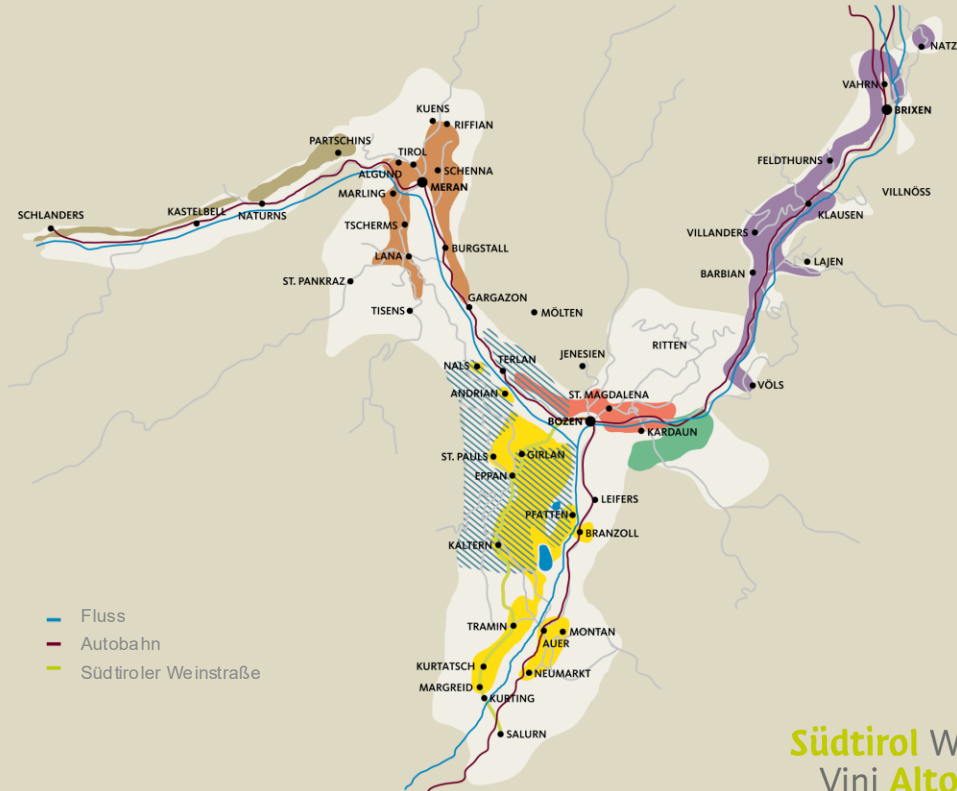 NATZ
VAHRN
BRIXEN
KUENS
RIFFIAN
PARTSCHINS
TIROL
FELDTHURNS
ALGUND
SCHENNA
MERAN
MARLING
VILLNÖSS
SCHLANDERS
KASTELBELL
NATURNS
KLAUSEN
TSCHERMS
VILLANDERS
BURGSTALL
LANA
LAJEN
BARBIAN
ST. PANKRAZ
GARGAZON
TISENS
MÖLTEN
RITTEN
JENESIEN
TERLAN
NALS
VÖLS
ANDRIAN
ST. MAGDALENA
BOZEN
KARDAUN
ST. PAULS
GIRLAN
EPPAN
LEIFERS
PFATTEN
BRANZOLL
KALTERN
Fluss
Autobahn
Südtiroler Weinstraße
TRAMIN
MONTAN
AUER
KURTATSCH
NEUMARKT
MARGREID
KURTING
SALURN
Südtirol W
Vini Alto